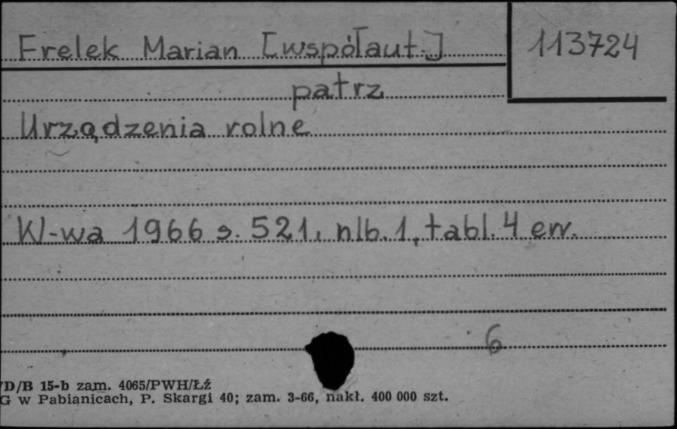 Frelek Marian [współaut.]
113724
patrz
Urządzenia rolne
W-wa 1966 s. 521, nlb. 1, tabl. 4 err.
6
/D/B 15-b zam. 4065/PWH/Łź
G w Pabianicach, P. Skargi 40; zam. 3-66, nakł. 400 000 szt.